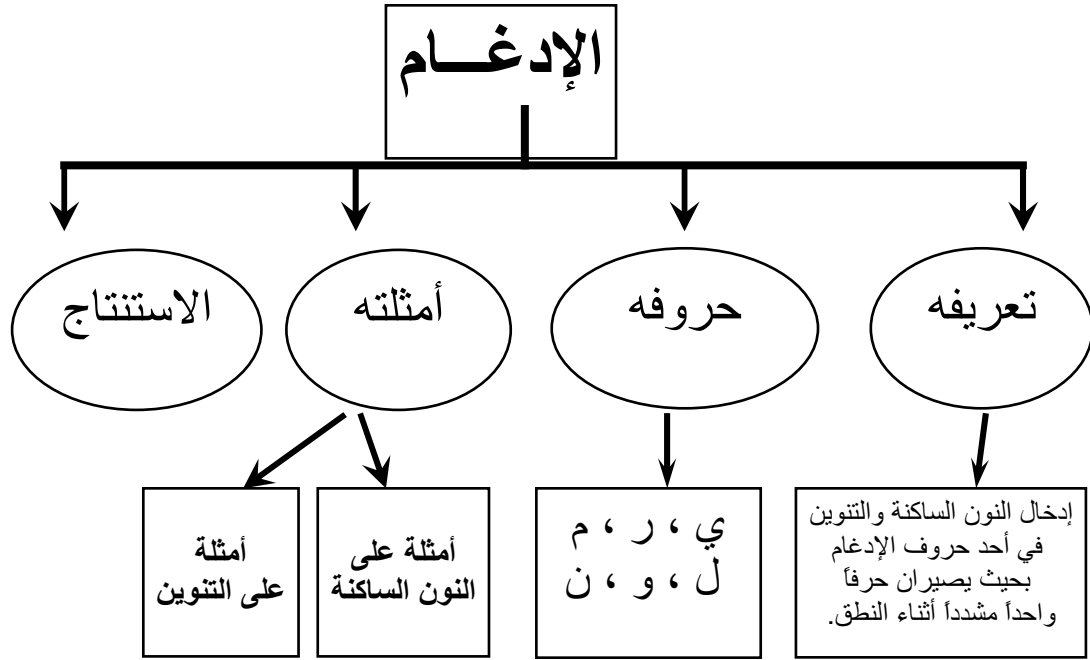 الإدغــام
تعريفه
حروفه
أمثلته
الاستنتاج
إدخال النون الساكنة والتنوين
في أحد حروف الإدغام
بحيث يصيران حرفاً
واحداً مشدداً أثناء النطق.
ي ، ر ، م
ل ، و ، ن
أمثلة على
النون الساكنة
أمثلة
على التنوين